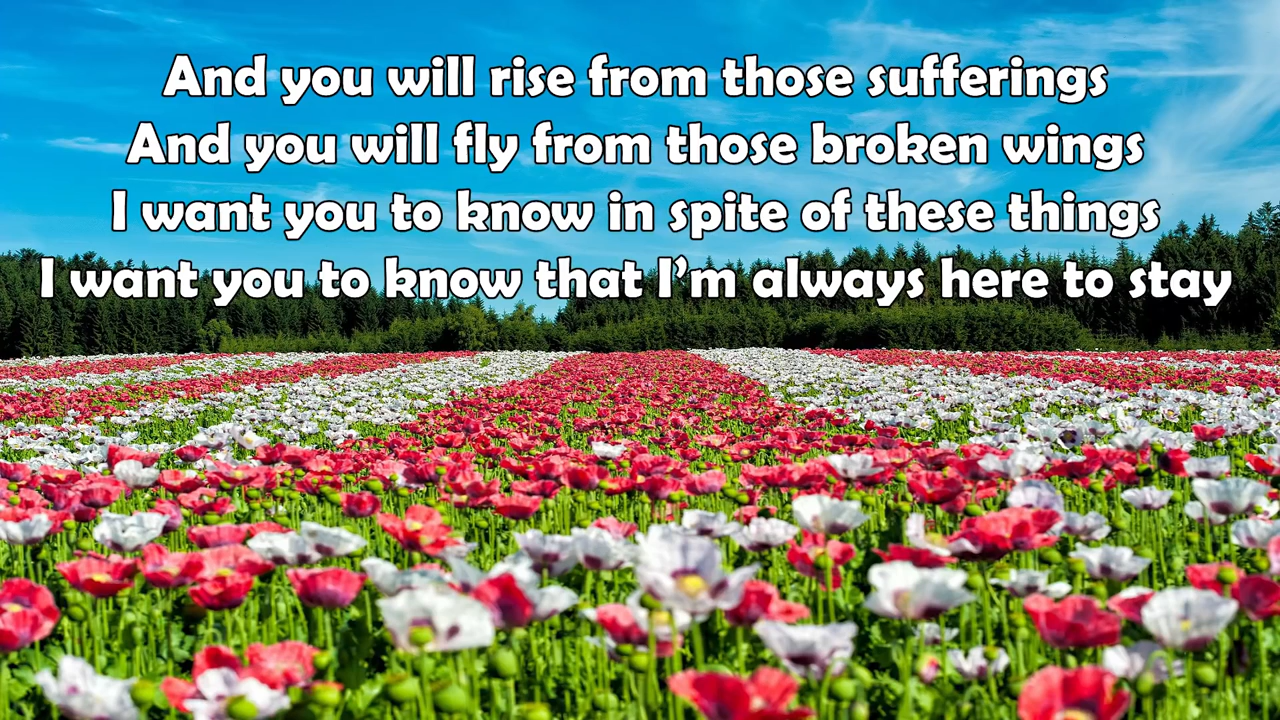 And you will rise from those sufferings
And you will fly from those broken wings
I want you to know in spite of these things
I want you to know that I’m always here to stay